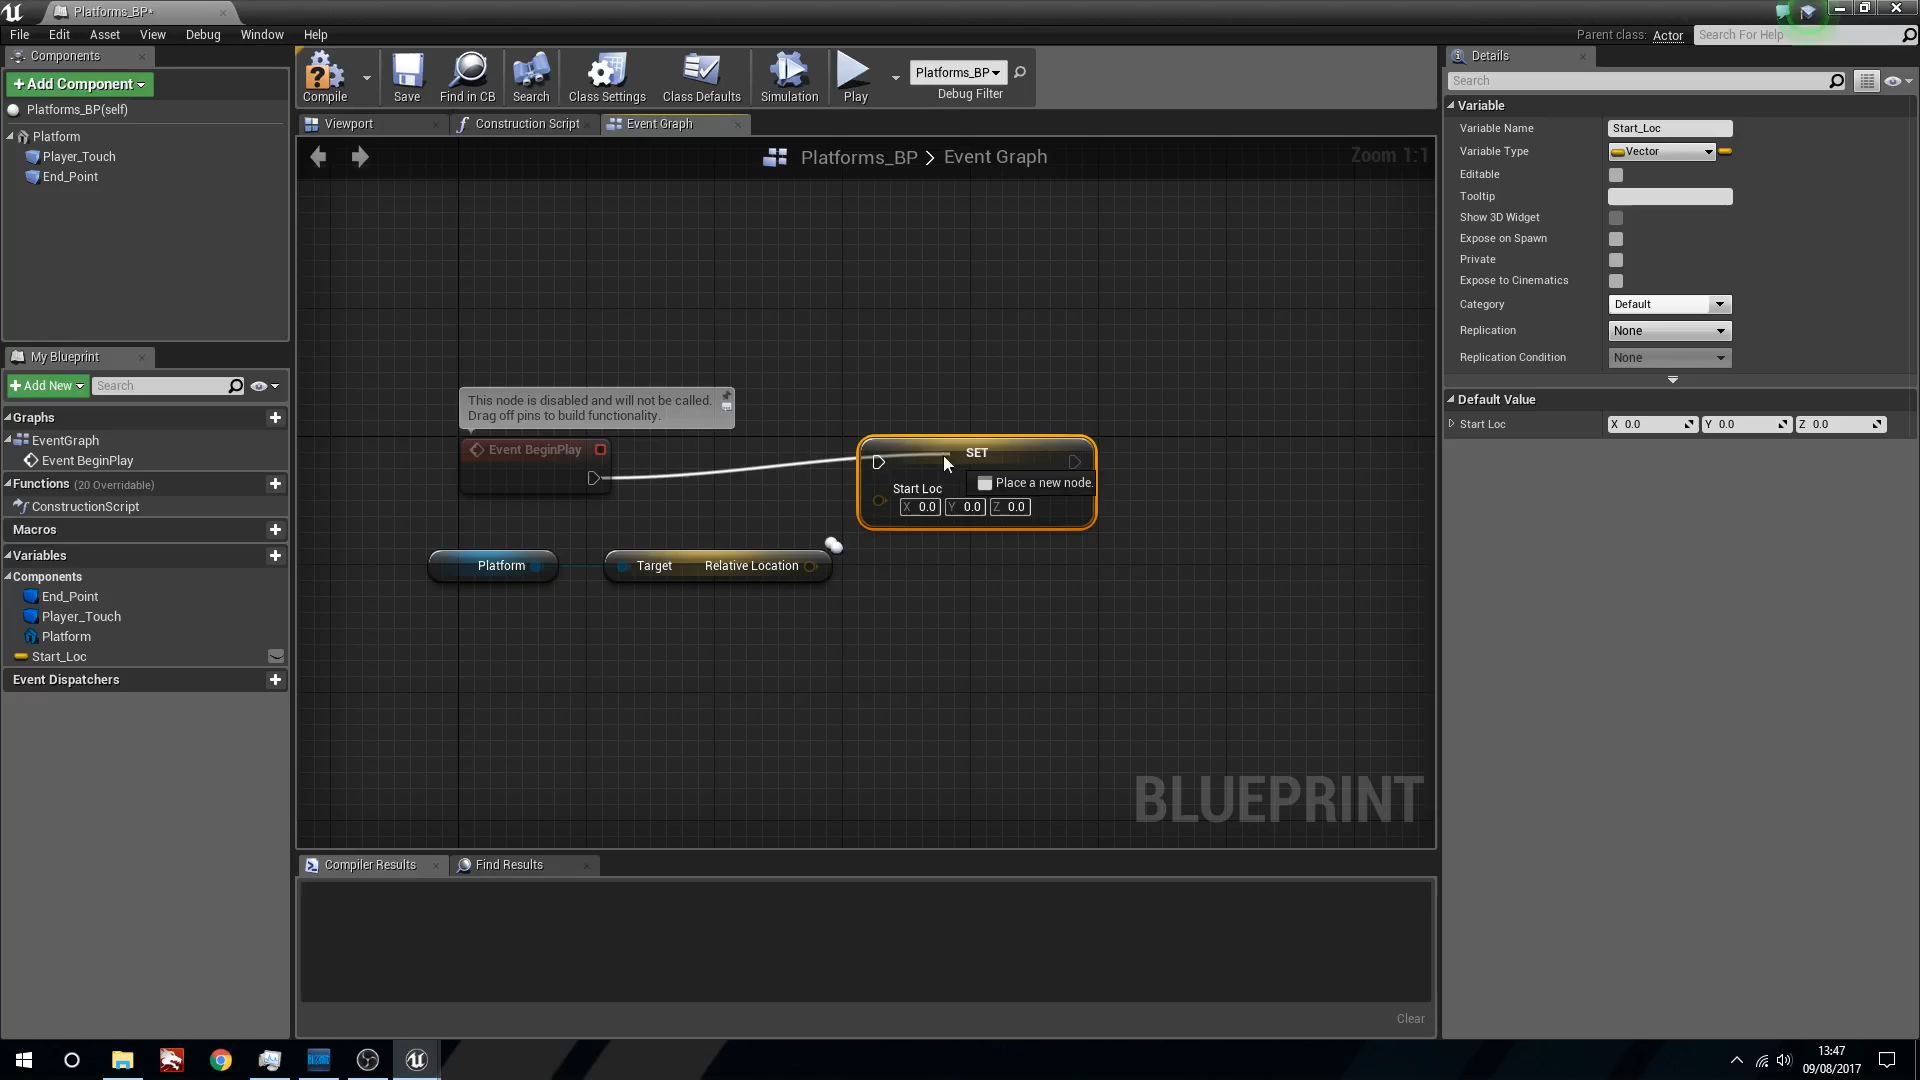 Platforms_BP*
File Edit Asset View Debug Window Help
Parent class: Actor
Search For Help
Components
+Add Component
Platforms_BP(self)
Platform
Player_Touch
End_Point
Compile
Save
Find in CB
Search
Class Settings
Class Defaults
Simulation
Play
Platforms_BP
Debug Filter
Viewport
Construction Script
Event Graph
Platforms_BP > Event Graph
Zoom 1:1
My Blueprint
+Add New
Search
Graphs
EventGraph
Event BeginPlay
Functions (20 Overridable)
ConstructionScript
Macros
Variables
Components
End_Point
Player_Touch
Platform
Start_Loc
Event Dispatchers
This node is disabled and will not be called.
Drag off pins to build functionality.
Event BeginPlay
SET
Place a new node.
Start Loc
X 0.0 Y 0.0 Z 0.0
Platform
Target Relative Location
BLUEPRINT
Compiler Results
Find Results
Clear
Details
Search
Variable
Variable Name Start_Loc
Variable Type Vector
Editable
Tooltip
Show 3D Widget
Expose on Spawn
Private
Expose to Cinematics
Category Default
Replication None
Replication Condition None
Default Value
Start Loc X 0.0 Y 0.0 Z 0.0
13:47
09/08/2017